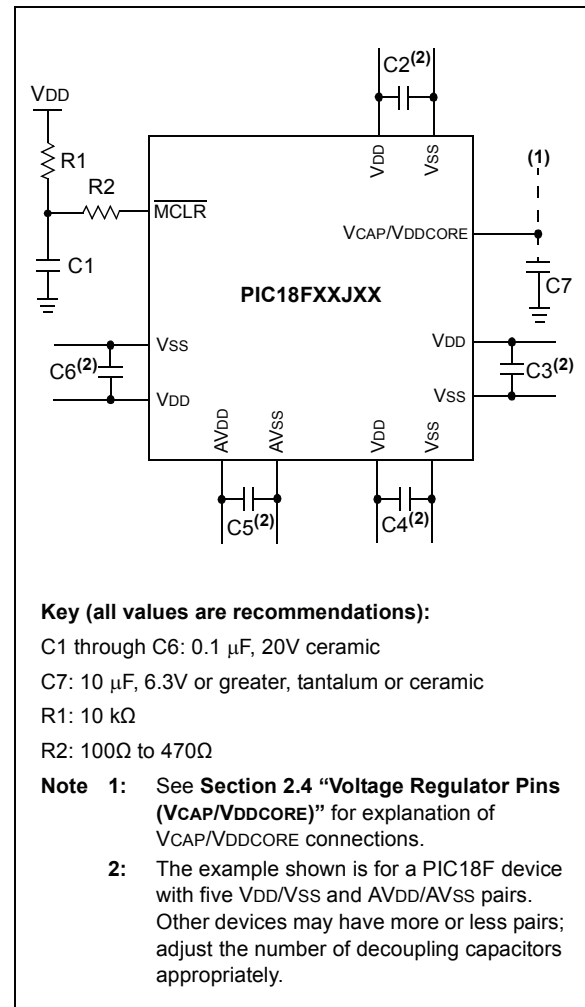 C2(2)
VDD
R1
R2
C1
VDD
VSS
(1)
MCLR
VCAP/VDDCORE
C7
PIC18FXXJXX
VSS
C6(2)
VDD
VDD
C3(2)
VSS
AVDD
AVSS
VDD
VSS
C5(2)
C4(2)
Key (all values are recommendations):
C1 through C6: 0.1 μF, 20V ceramic
C7: 10 μF, 6.3V or greater, tantalum or ceramic
R1: 10 kΩ
R2: 100Ω to 470Ω
Note 1: See Section 2.4 “Voltage Regulator Pins
(VCAP/VDDCORE)” for explanation of
VCAP/VDDCORE connections.
2: The example shown is for a PIC18F device
with five VDD/VSS and AVDD/AVSS pairs.
Other devices may have more or less pairs;
adjust the number of decoupling capacitors
appropriately.